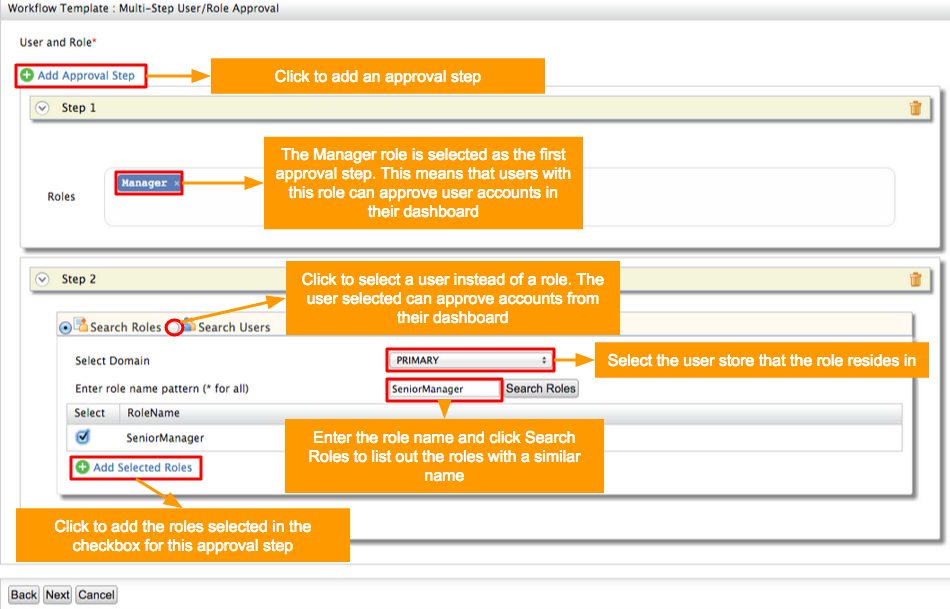 Workflow Template : Multi-Step User/Role Approval
User and Role*
Add Approval Step
Click to add an approval step
Step 1
The Manager role is selected as the first
approval step. This means that users with
this role can approve user accounts in
their dashboard
Manager ×
Roles
Step 2
Click to select a user instead of a role. The
user selected can approve accounts from
their dashboard
Search Roles Search Users
Select Domain
PRIMARY
Select the user store that the role resides in
Enter role name pattern (* for all)
SeniorManager
Search Roles
Select RoleName
SeniorManager
Enter the role name and click Search
Roles to list out the roles with a similar
name
Add Selected Roles
Click to add the roles selected in the
checkbox for this approval step
Back Next Cancel